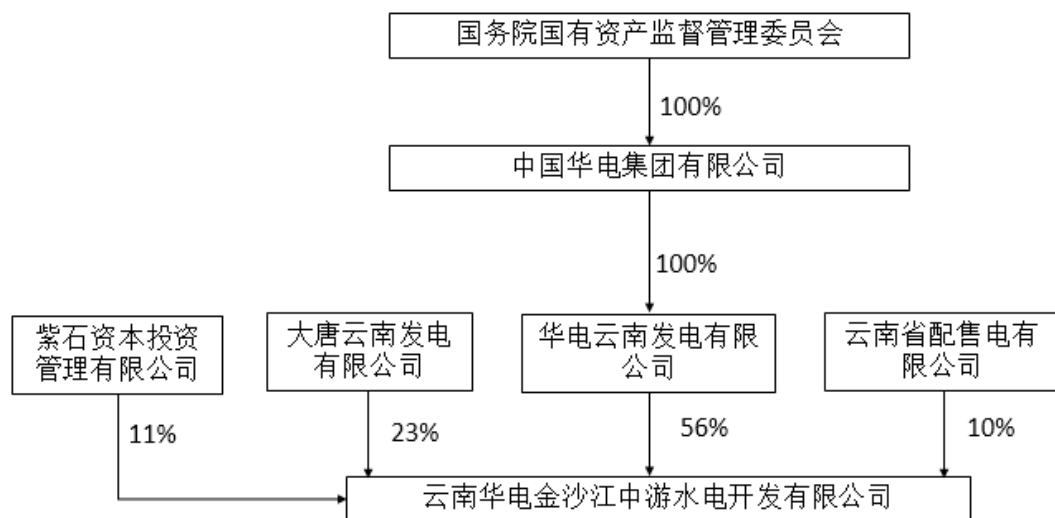 国务院国有资产监督管理委员会
100%
中国华电集团有限公司
100%
紫石资本投资
管理有限公司
大唐云南发电
有限公司
华电云南发电有限
公司
云南省配售电有
限公司
11%
23%
56%
10%
云南华电金沙江中游水电开发有限公司